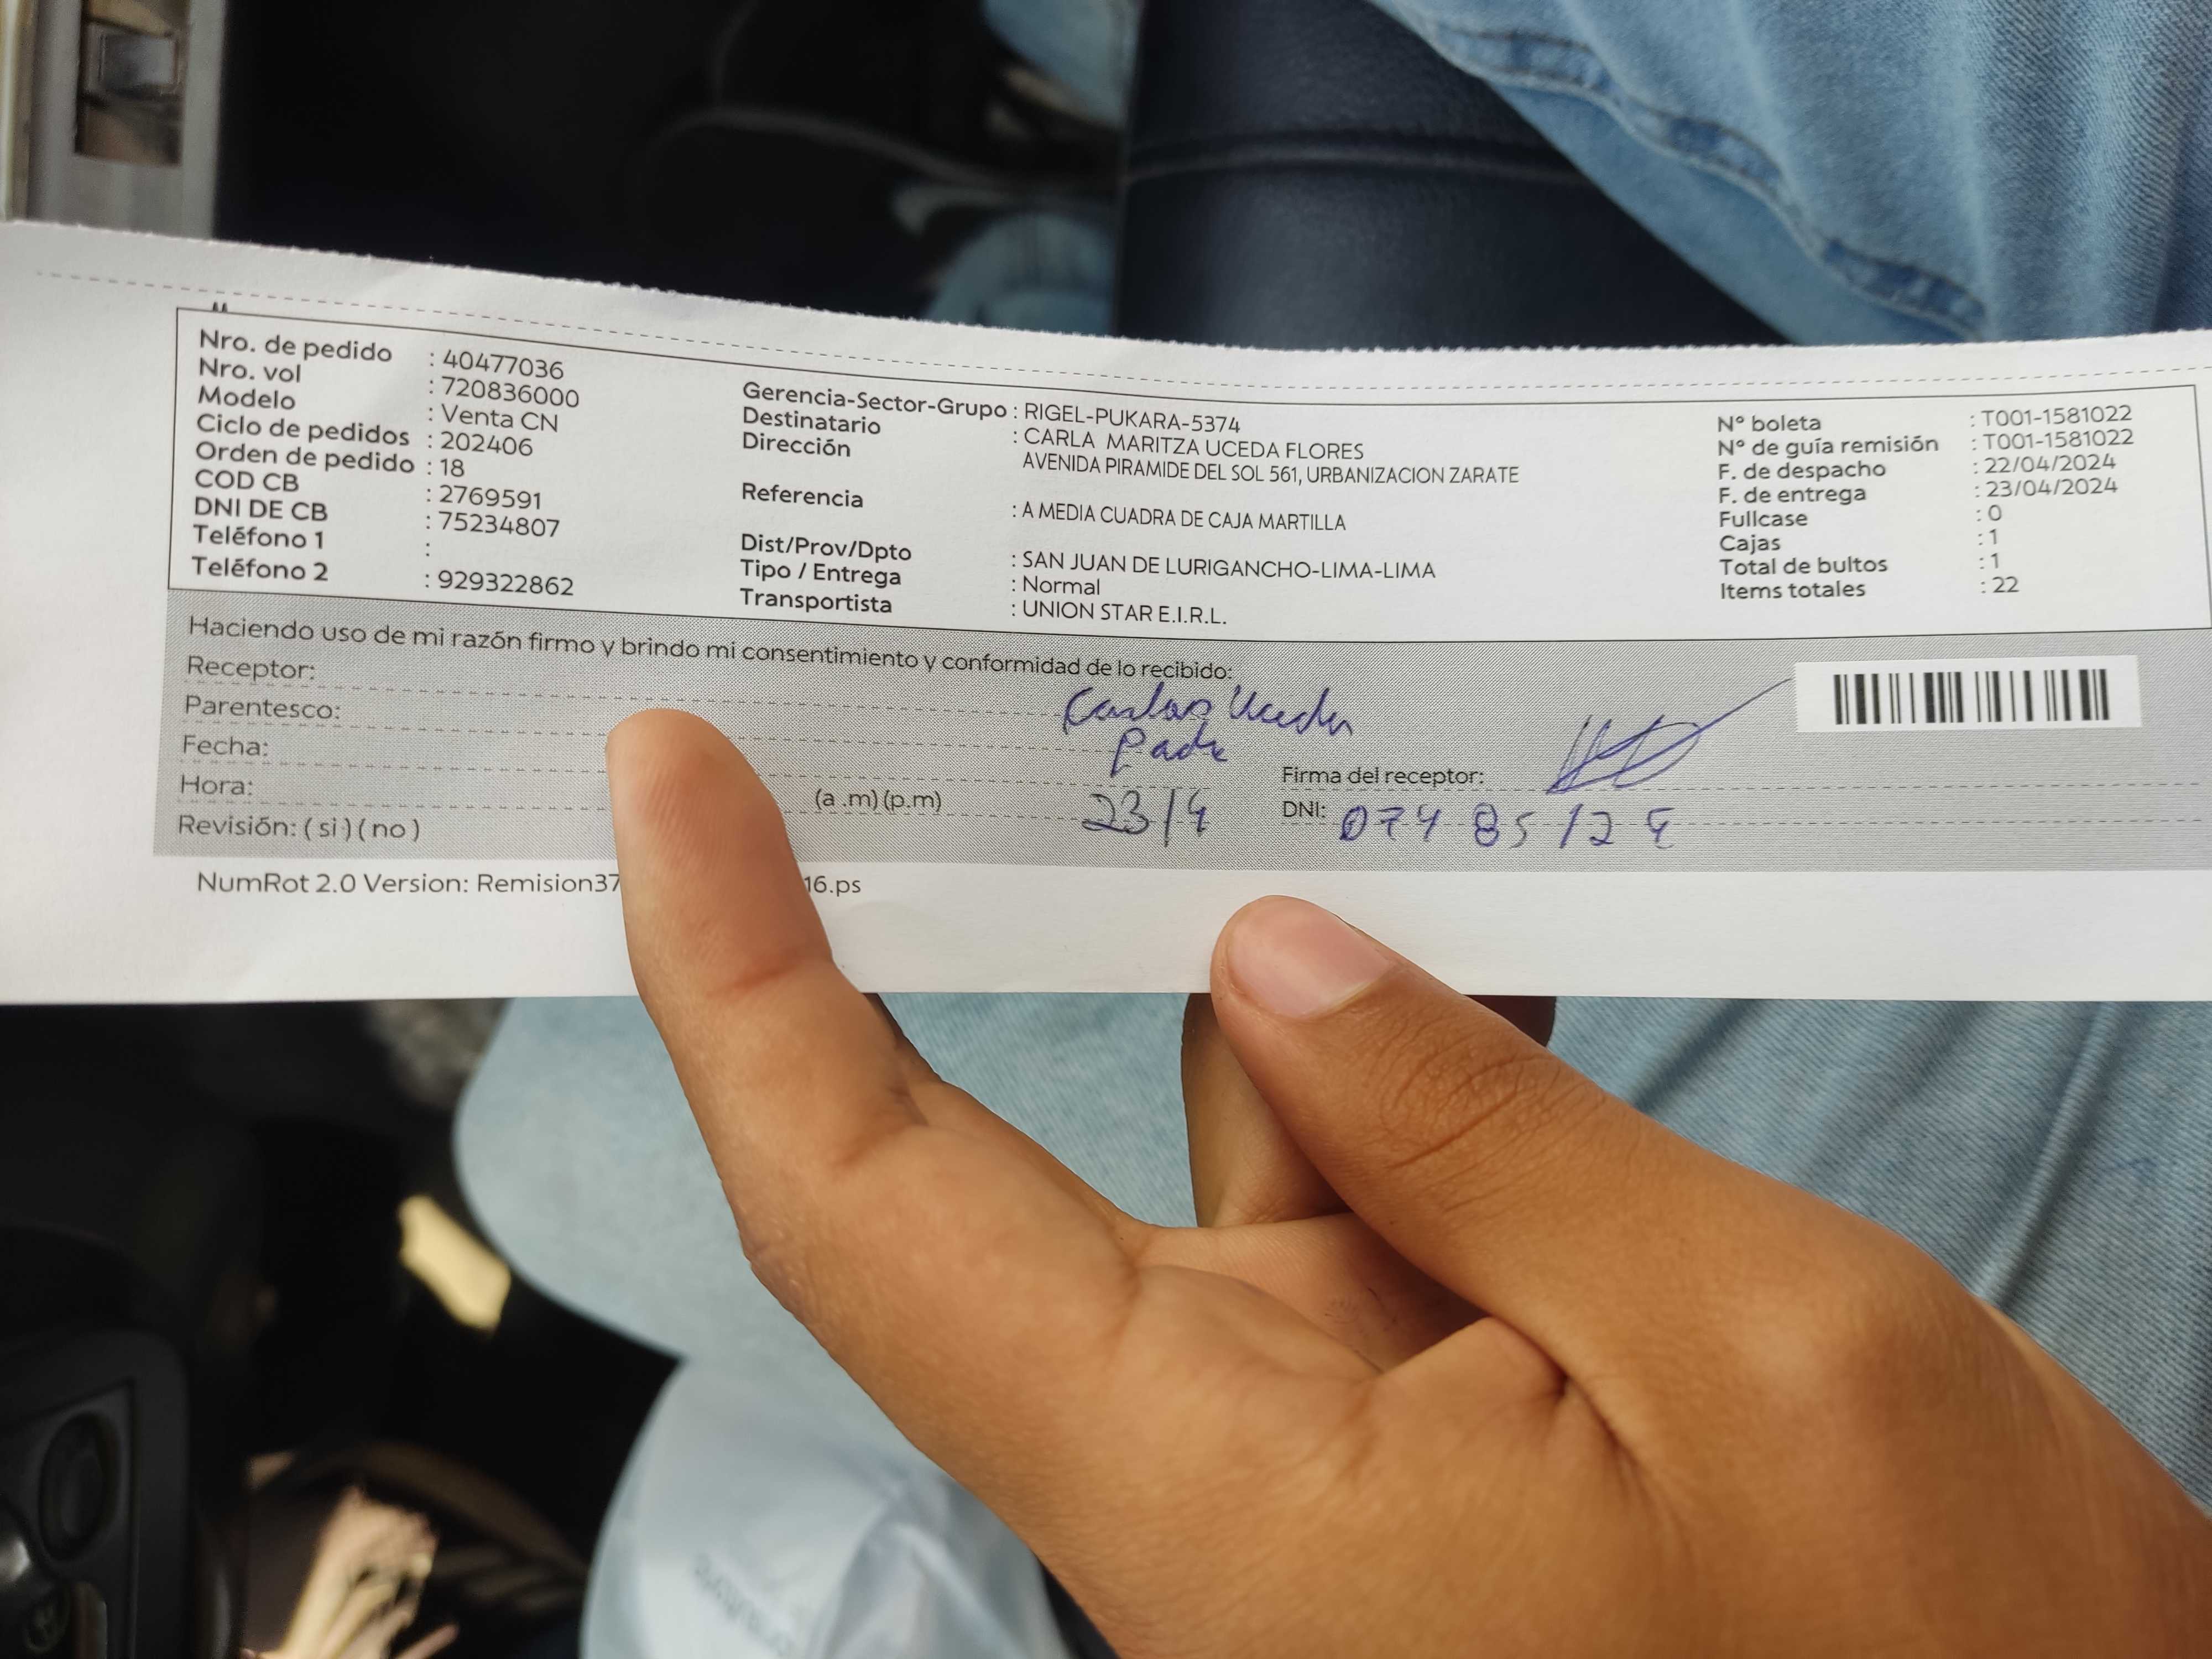 Nro. de pedido : 40477036
Nro. vol : 720836000
Modelo : Venta CN
Ciclo de pedidos : 202406
Orden de pedido : 18
COD CB : 2769591
DNI DE CB : 75234807
Teléfono 1 :
Teléfono 2 : 929322862
Gerencia-Sector-Grupo : RIGEL-PUKARA-5374
Destinatario : CARLA MARITZA UCEDA FLORES
Dirección AVENIDA PIRAMIDE DEL SOL 561, URBANIZACION ZARATE
Referencia : A MEDIA CUADRA DE CAJA MARTILLA
Dist/Prov/Dpto : SAN JUAN DE LURIGANCHO-LIMA-LIMA
Tipo / Entrega : Normal
Transportista : UNION STAR E.I.R.L.
N° boleta : T001-1581022
N° de guía remisión : T001-1581022
F. de despacho : 22/04/2024
F. de entrega : 23/04/2024
Fullcase : 0
Cajas : 1
Total de bultos : 1
Items totales : 22
Haciendo uso de mi razón firmo y brindo mi consentimiento y conformidad de lo recibido:
Receptor: Carlos Uceda
Parentesco: Padre
Fecha: 23/4
Hora: (a .m) (p.m)
Revisión: ( si ) ( no )
Firma del receptor:
DNI:
NumRot 2.0 Version: Remision37 16.ps